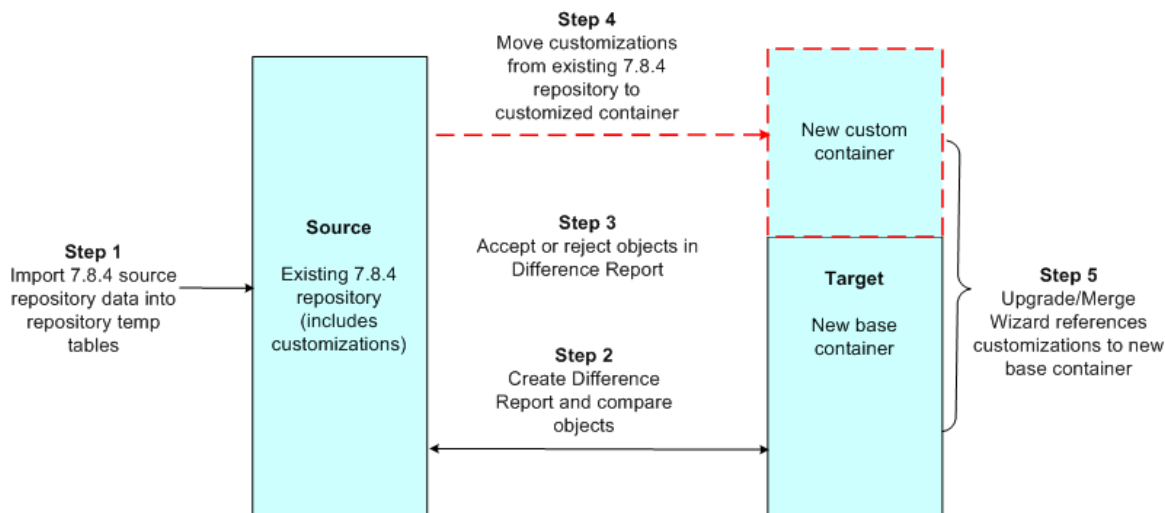 Step 1
Import 7.8.4 source
repository data into
repository temp
tables
Source
Existing 7.8.4
repository
(includes
customizations)
Step 4
Move customizations
from existing 7.8.4
repository to
customized container
Step 3
Accept or reject objects in
Difference Report
Step 2
Create Difference
Report and compare
objects
New custom
container
Target
New base
container
Step 5
Upgrade/Merge
Wizard references
customizations to new
base container